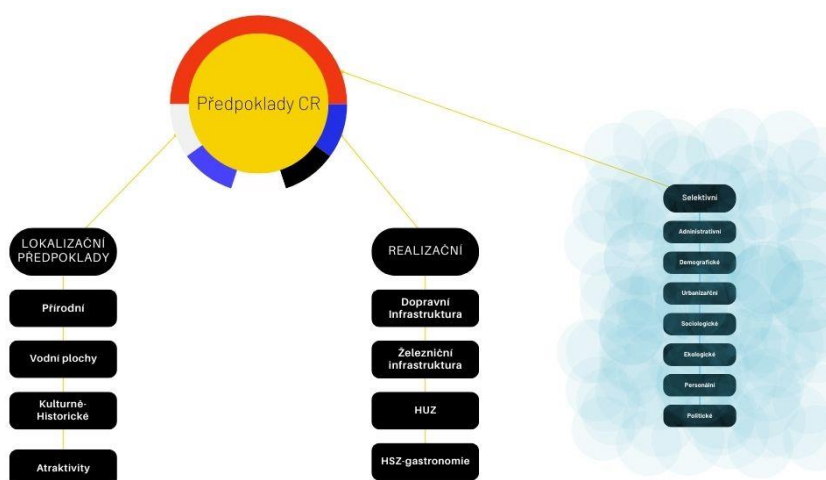 Předpoklady CR
LOKALIZAČNÍ
PŘEDPOKLADY
Přírodní
Vodní plochy
Kulturně-
Historické
Atraktivity
REALIZAČNÍ
Dopravní
Infrastruktura
Železniční
infrastruktura
HUZ
HSZ-gastronomie
Selektivní
Administrativní
Demografické
Urbanizařční
Sociologické
Ekologické
Personální
Politické